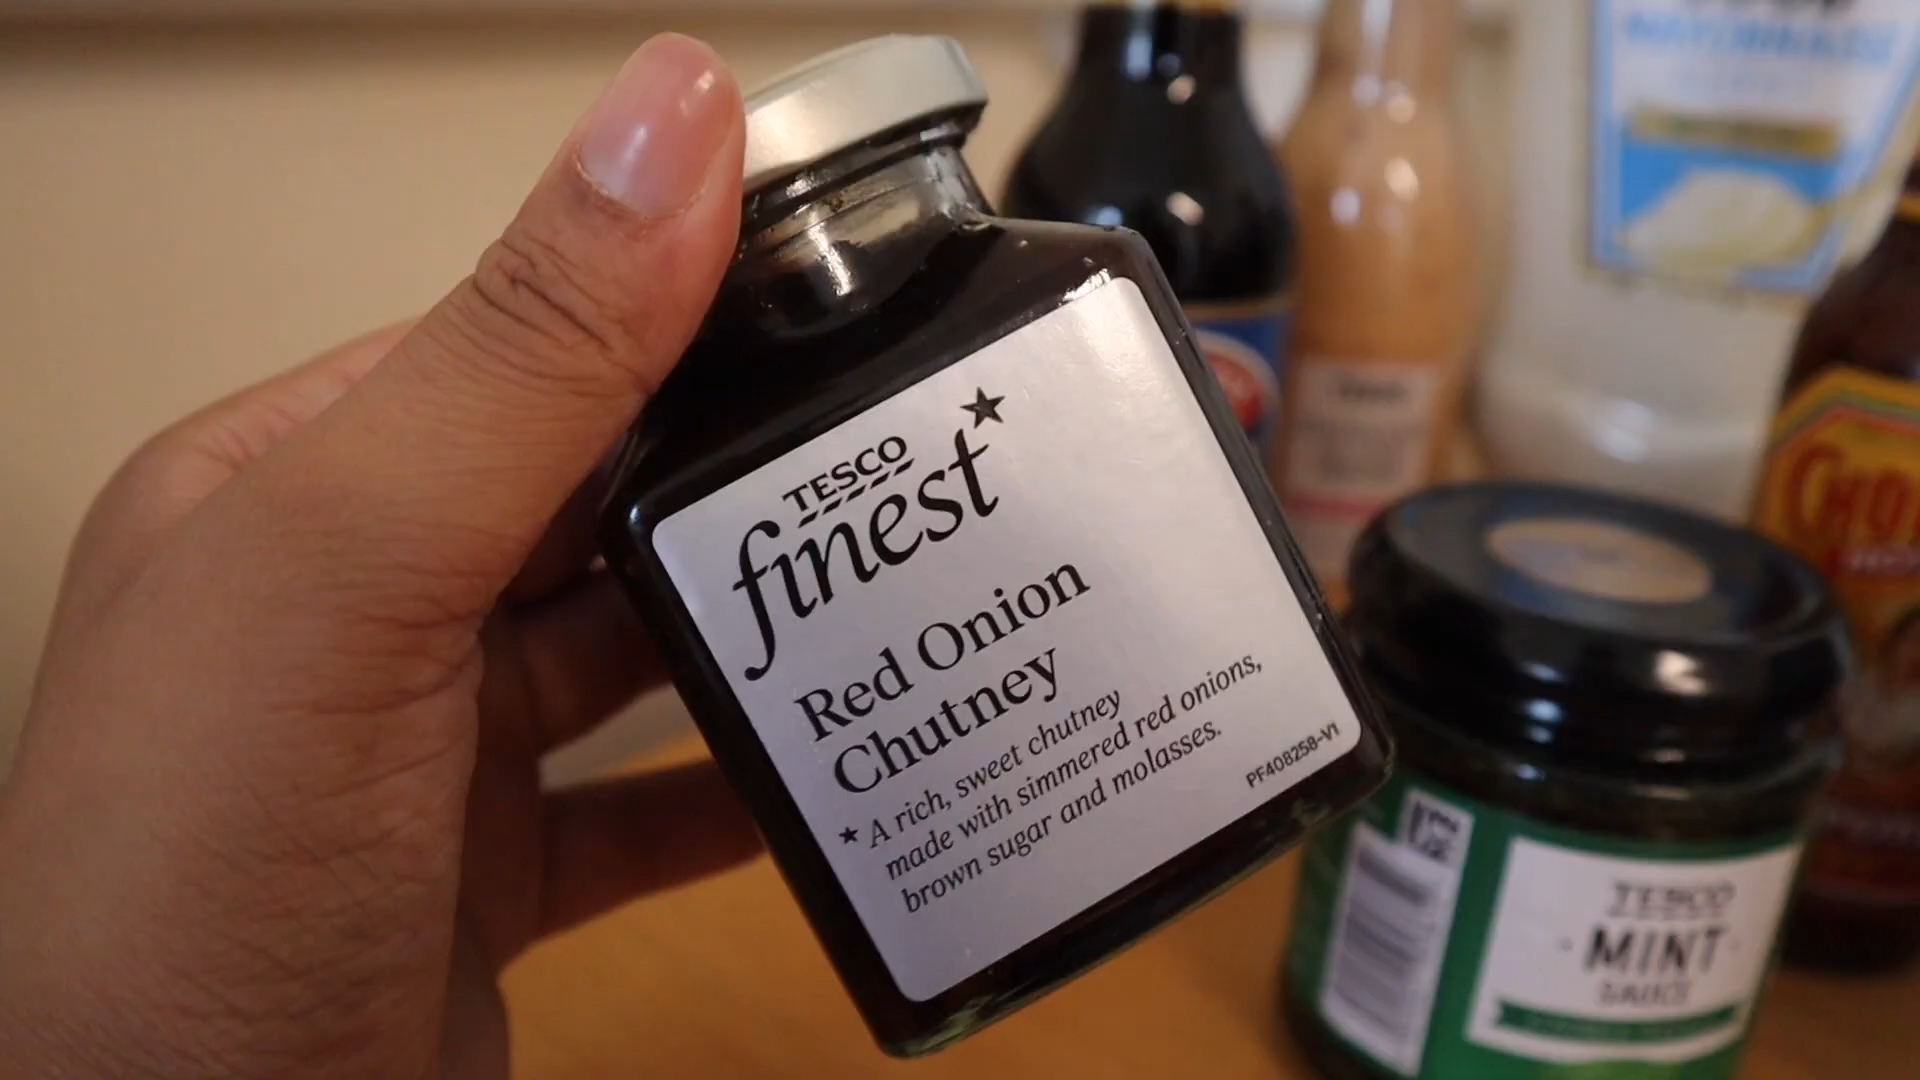 TESCO
finest
Red Onion
Chutney
A rich, sweet chutney
made with simmered red onions,
brown sugar and molasses.
PF408258-V1
TESCO
MINT
SAUCE